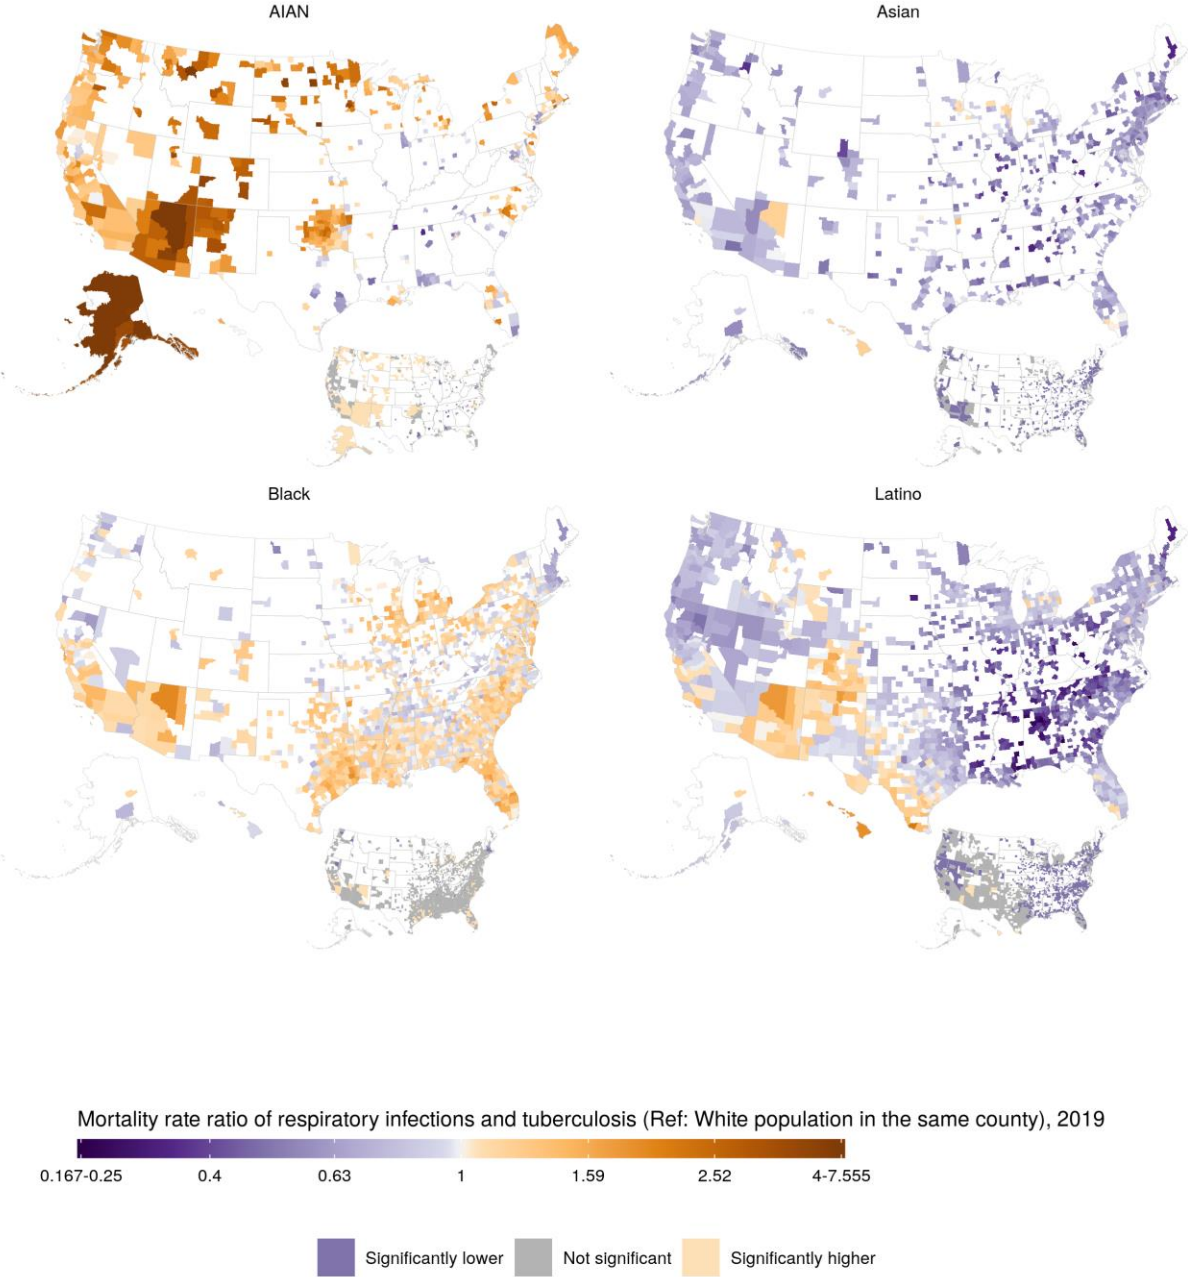 AIAN
Asian
Black
Latino
Mortality rate ratio of respiratory infections and tuberculosis (Ref: White population in the same county), 2019
0.167-0.25 0.4 0.63 1 1.59 2.52 4-7.555
Significantly lower Not significant Significantly higher